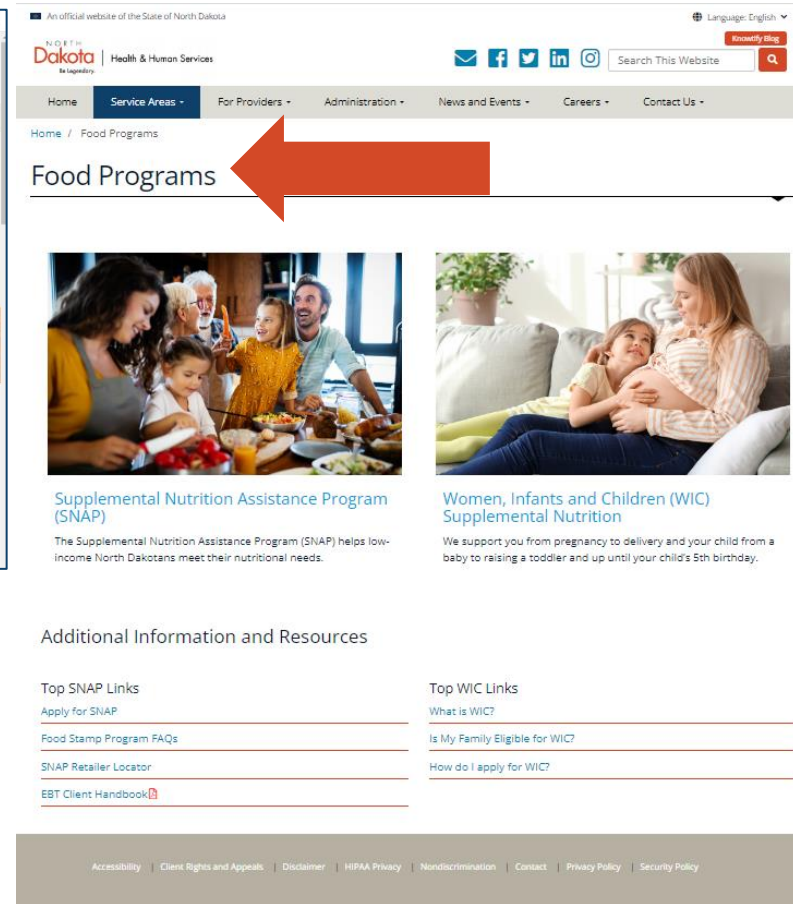 An official website of the State of North Dakota
Language: English
NORTH
Dakota
Be Legendary.
Health & Human Services
Knowtify Blog
Search This Website
Home Service Areas For Providers Administration News and Events Careers Contact Us
Home / Food Programs
Food Programs
Supplemental Nutrition Assistance Program
(SNAP)
The Supplemental Nutrition Assistance Program (SNAP) helps low-
income North Dakotans meet their nutritional needs.
Women, Infants and Children (WIC)
Supplemental Nutrition
We support you from pregnancy to delivery and your child from a
baby to raising a toddler and up until your child's 5th birthday.
Additional Information and Resources
Top SNAP Links
Apply for SNAP
Food Stamp Program FAQs
SNAP Retailer Locator
EBT Client Handbook
Top WIC Links
What is WIC?
Is My Family Eligible for WIC?
How do I apply for WIC?
Accessibility | Client Rights and Appeals | Disclaimer | HIPAA Privacy | Nondiscrimination | Contact | Privacy Policy | Security Policy